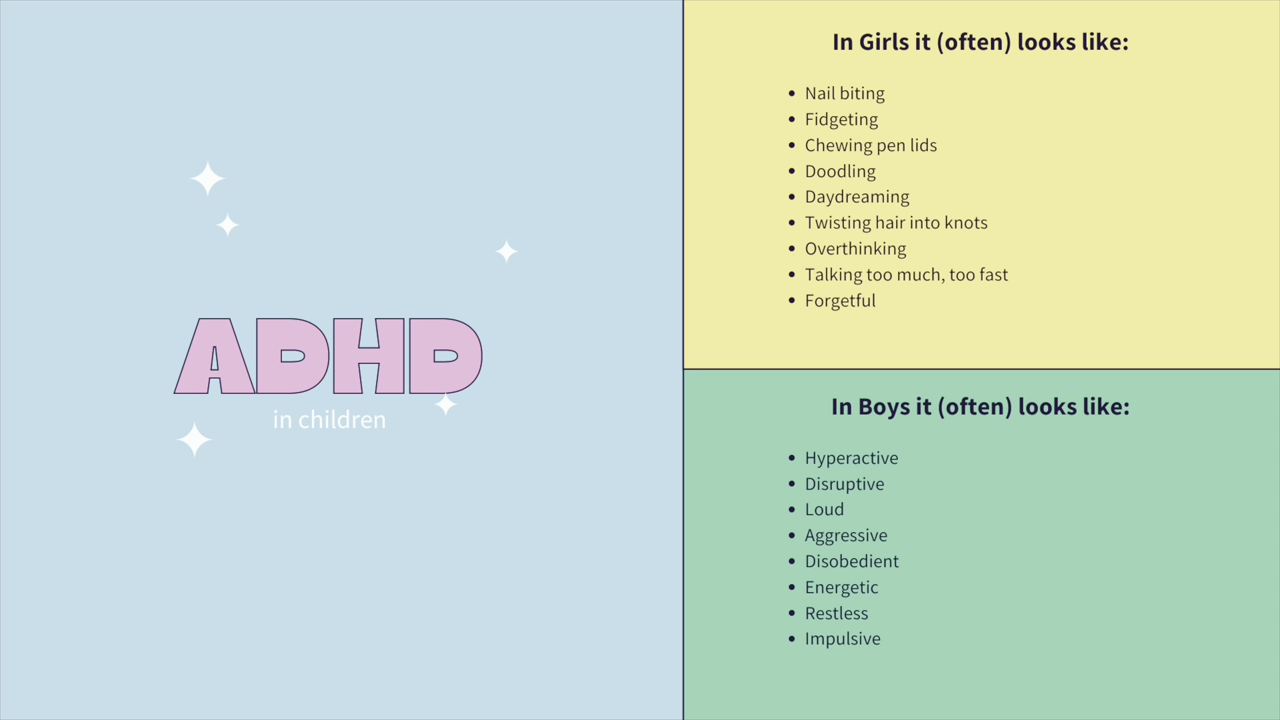 ADHD
in children
In Girls it (often) looks like:
• Nail biting
• Fidgeting
• Chewing pen lids
• Doodling
• Daydreaming
• Twisting hair into knots
• Overthinking
• Talking too much, too fast
• Forgetful
In Boys it (often) looks like:
• Hyperactive
• Disruptive
• Loud
• Aggressive
• Disobedient
• Energetic
• Restless
• Impulsive